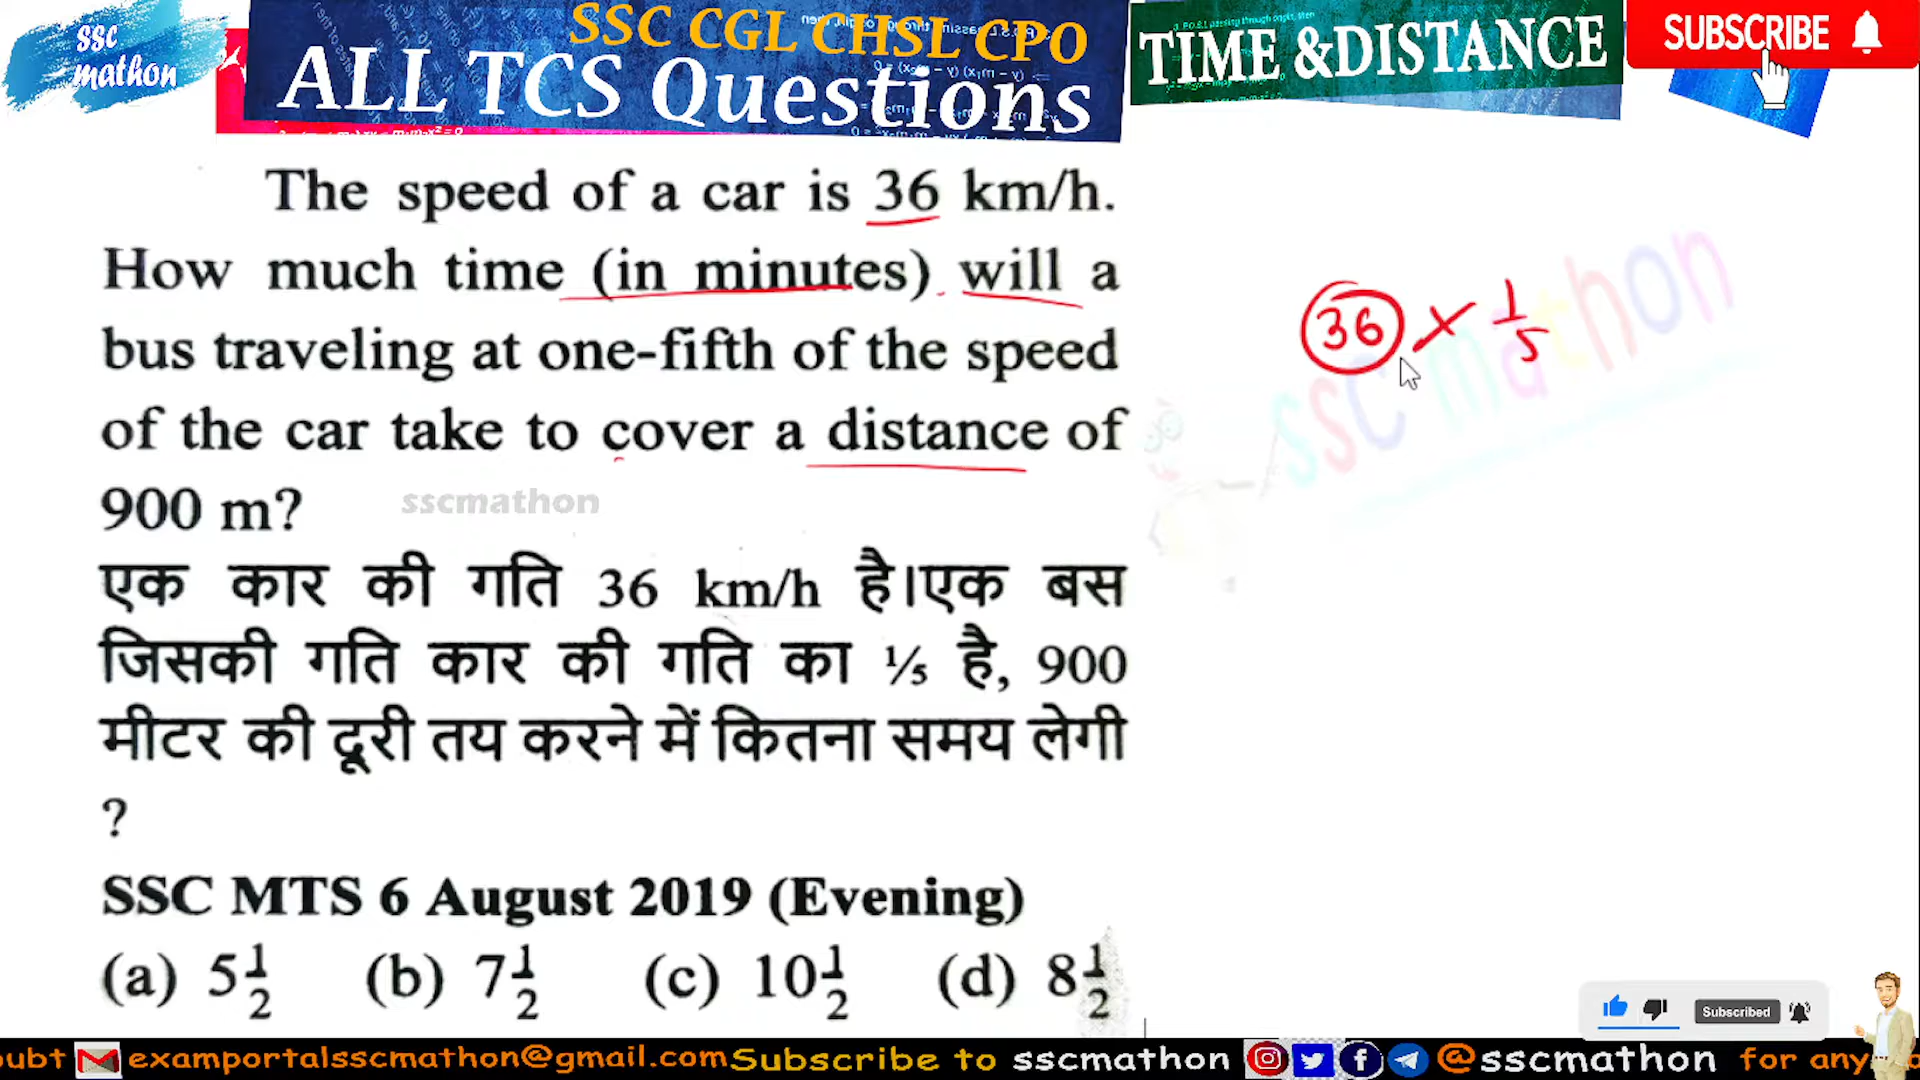 ssc
mathon
SSC CGL CHSL CPO
ALL TCS Questions
TIME &DISTANCE
SUBSCRIBE
The speed of a car is 36 km/h.
How much time (in minutes) will a
bus traveling at one-fifth of the speed
of the car take to cover a distance of
900 m?
sscmathon
36 × 1/5
ssc mathon
एक कार की गति 36 km/h है।एक बस
जिसकी गति कार की गति का ⅕ है, 900
मीटर की दूरी तय करने में कितना समय लेगी
?
SSC MTS 6 August 2019 (Evening)
(a) 5½ (b) 7½ (c) 10½ (d) 8½
Subscribed
oubt examportalsscmathon@gmail.com Subscribe to sscmathon @sscmathon for any